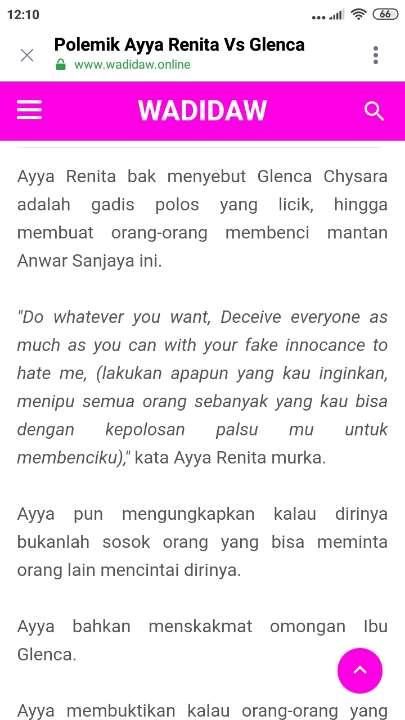 12:10
66
Polemik Ayya Renita Vs Glenca
www.wadidaw.online
WADIDAW
Ayya Renita bak menyebut Glenca Chysara
adalah gadis polos yang licik, hingga
membuat orang-orang membenci mantan
Anwar Sanjaya ini.
"Do whatever you want, Deceive everyone as
much as you can with your fake innocance to
hate me, (lakukan apapun yang kau inginkan,
menipu semua orang sebanyak yang kau bisa
dengan kepolosan palsu mu untuk
membenciku)," kata Ayya Renita murka.
Ayya pun mengungkapkan kalau dirinya
bukanlah sosok orang yang bisa meminta
orang lain mencintai dirinya.
Ayya bahkan menskakmat omongan Ibu
Glenca.
Ayya membuktikan kalau orang-orang yang